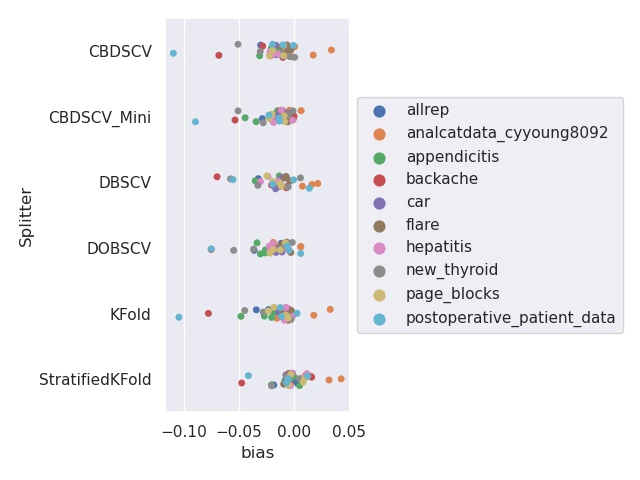 CBDSCV
CBDSCV_Mini
DBSCV
DOBSCV
KFold
StratifiedKFold
Splitter
−0.10
−0.05
0.00
0.05
bias
allrep
analcatdata_cyyoung8092
appendicitis
backache
car
flare
hepatitis
new_thyroid
page_blocks
postoperative_patient_data